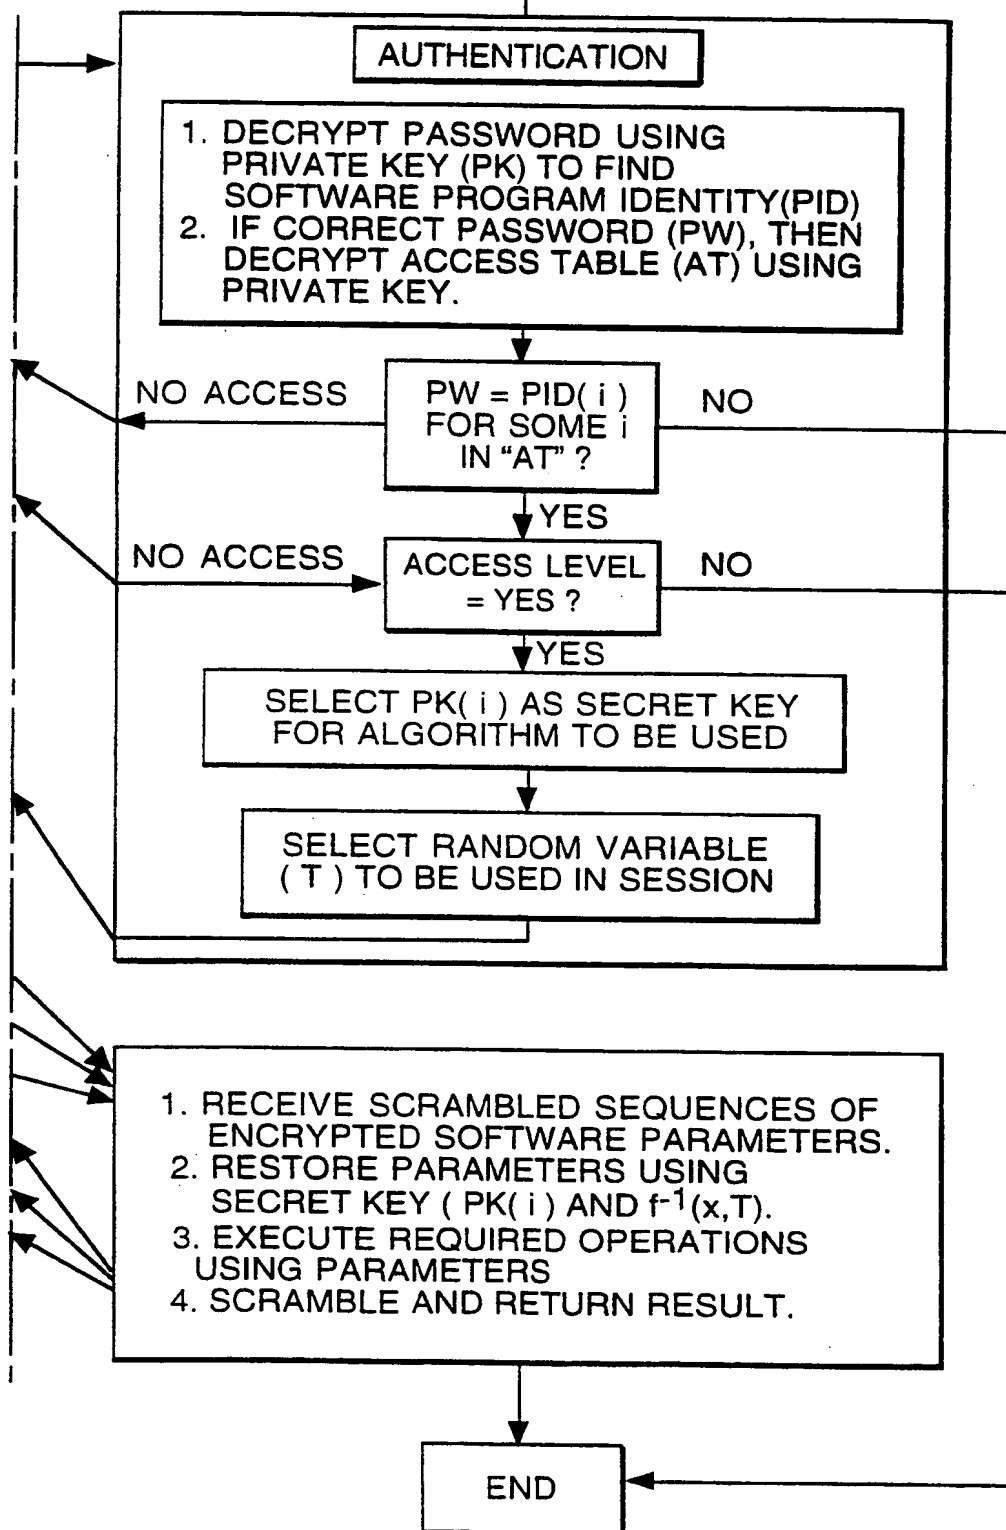 AUTHENTICATION
1. DECRYPT PASSWORD USING
PRIVATE KEY (PK) TO FIND
SOFTWARE PROGRAM IDENTITY(PID)
2. IF CORRECT PASSWORD (PW), THEN
DECRYPT ACCESS TABLE (AT) USING
PRIVATE KEY.
NO ACCESS
PW = PID( i )
FOR SOME i
IN “AT” ?
NO
YES
NO ACCESS
ACCESS LEVEL
= YES ?
NO
YES
SELECT PK( i ) AS SECRET KEY
FOR ALGORITHM TO BE USED
SELECT RANDOM VARIABLE
( T ) TO BE USED IN SESSION
1. RECEIVE SCRAMBLED SEQUENCES OF
ENCRYPTED SOFTWARE PARAMETERS.
2. RESTORE PARAMETERS USING
SECRET KEY ( PK( i ) AND f⁻¹(x,T).
3. EXECUTE REQUIRED OPERATIONS
USING PARAMETERS
4. SCRAMBLE AND RETURN RESULT.
END